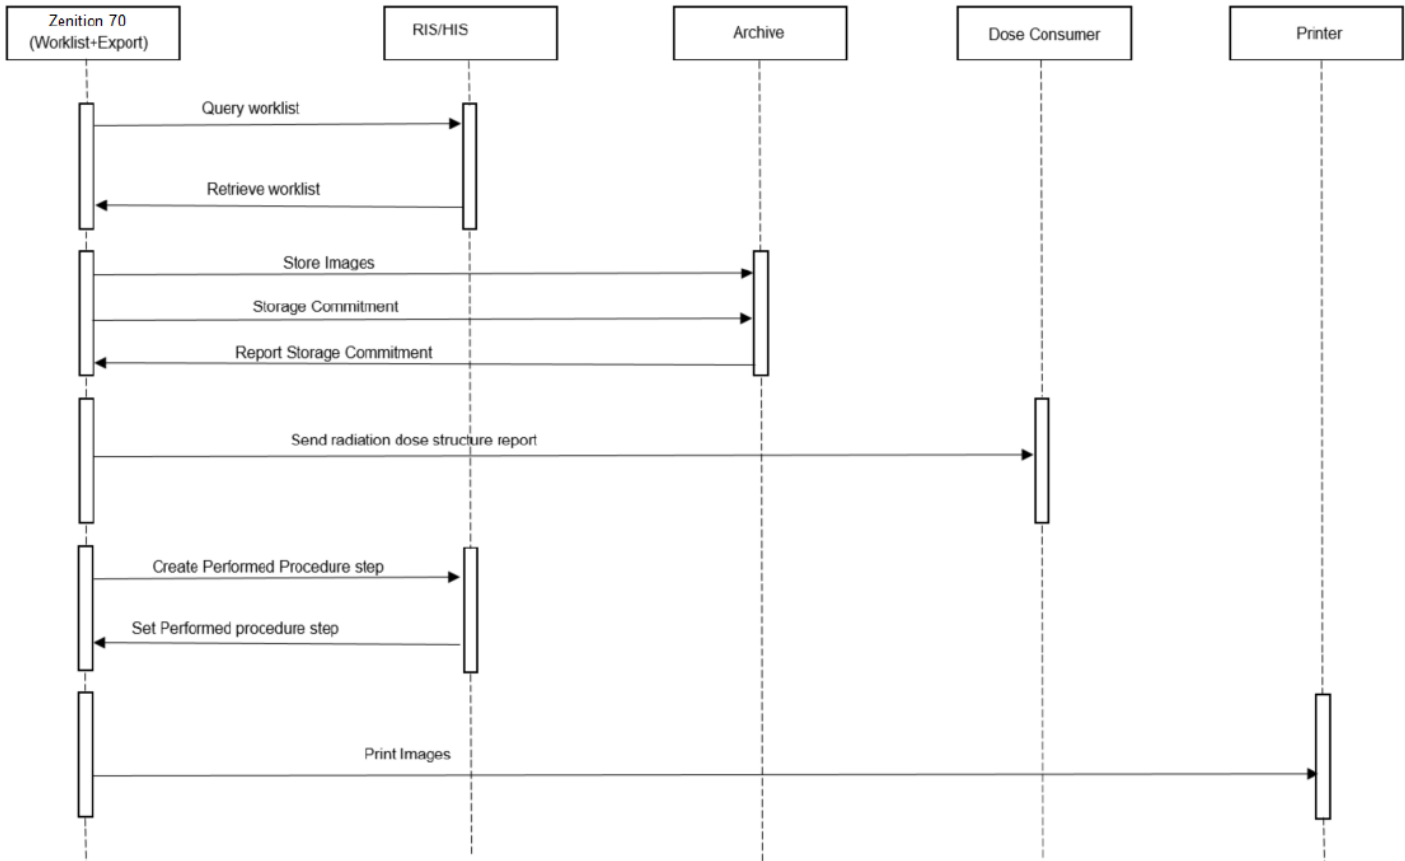 Zenition 70
(Worklist+Export)
RIS/HIS
Archive
Dose Consumer
Printer
Query worklist
Retrieve worklist
Store Images
Storage Commitment
Report Storage Commitment
Send radiation dose structure report
Create Performed Procedure step
Set Performed procedure step
Print Images